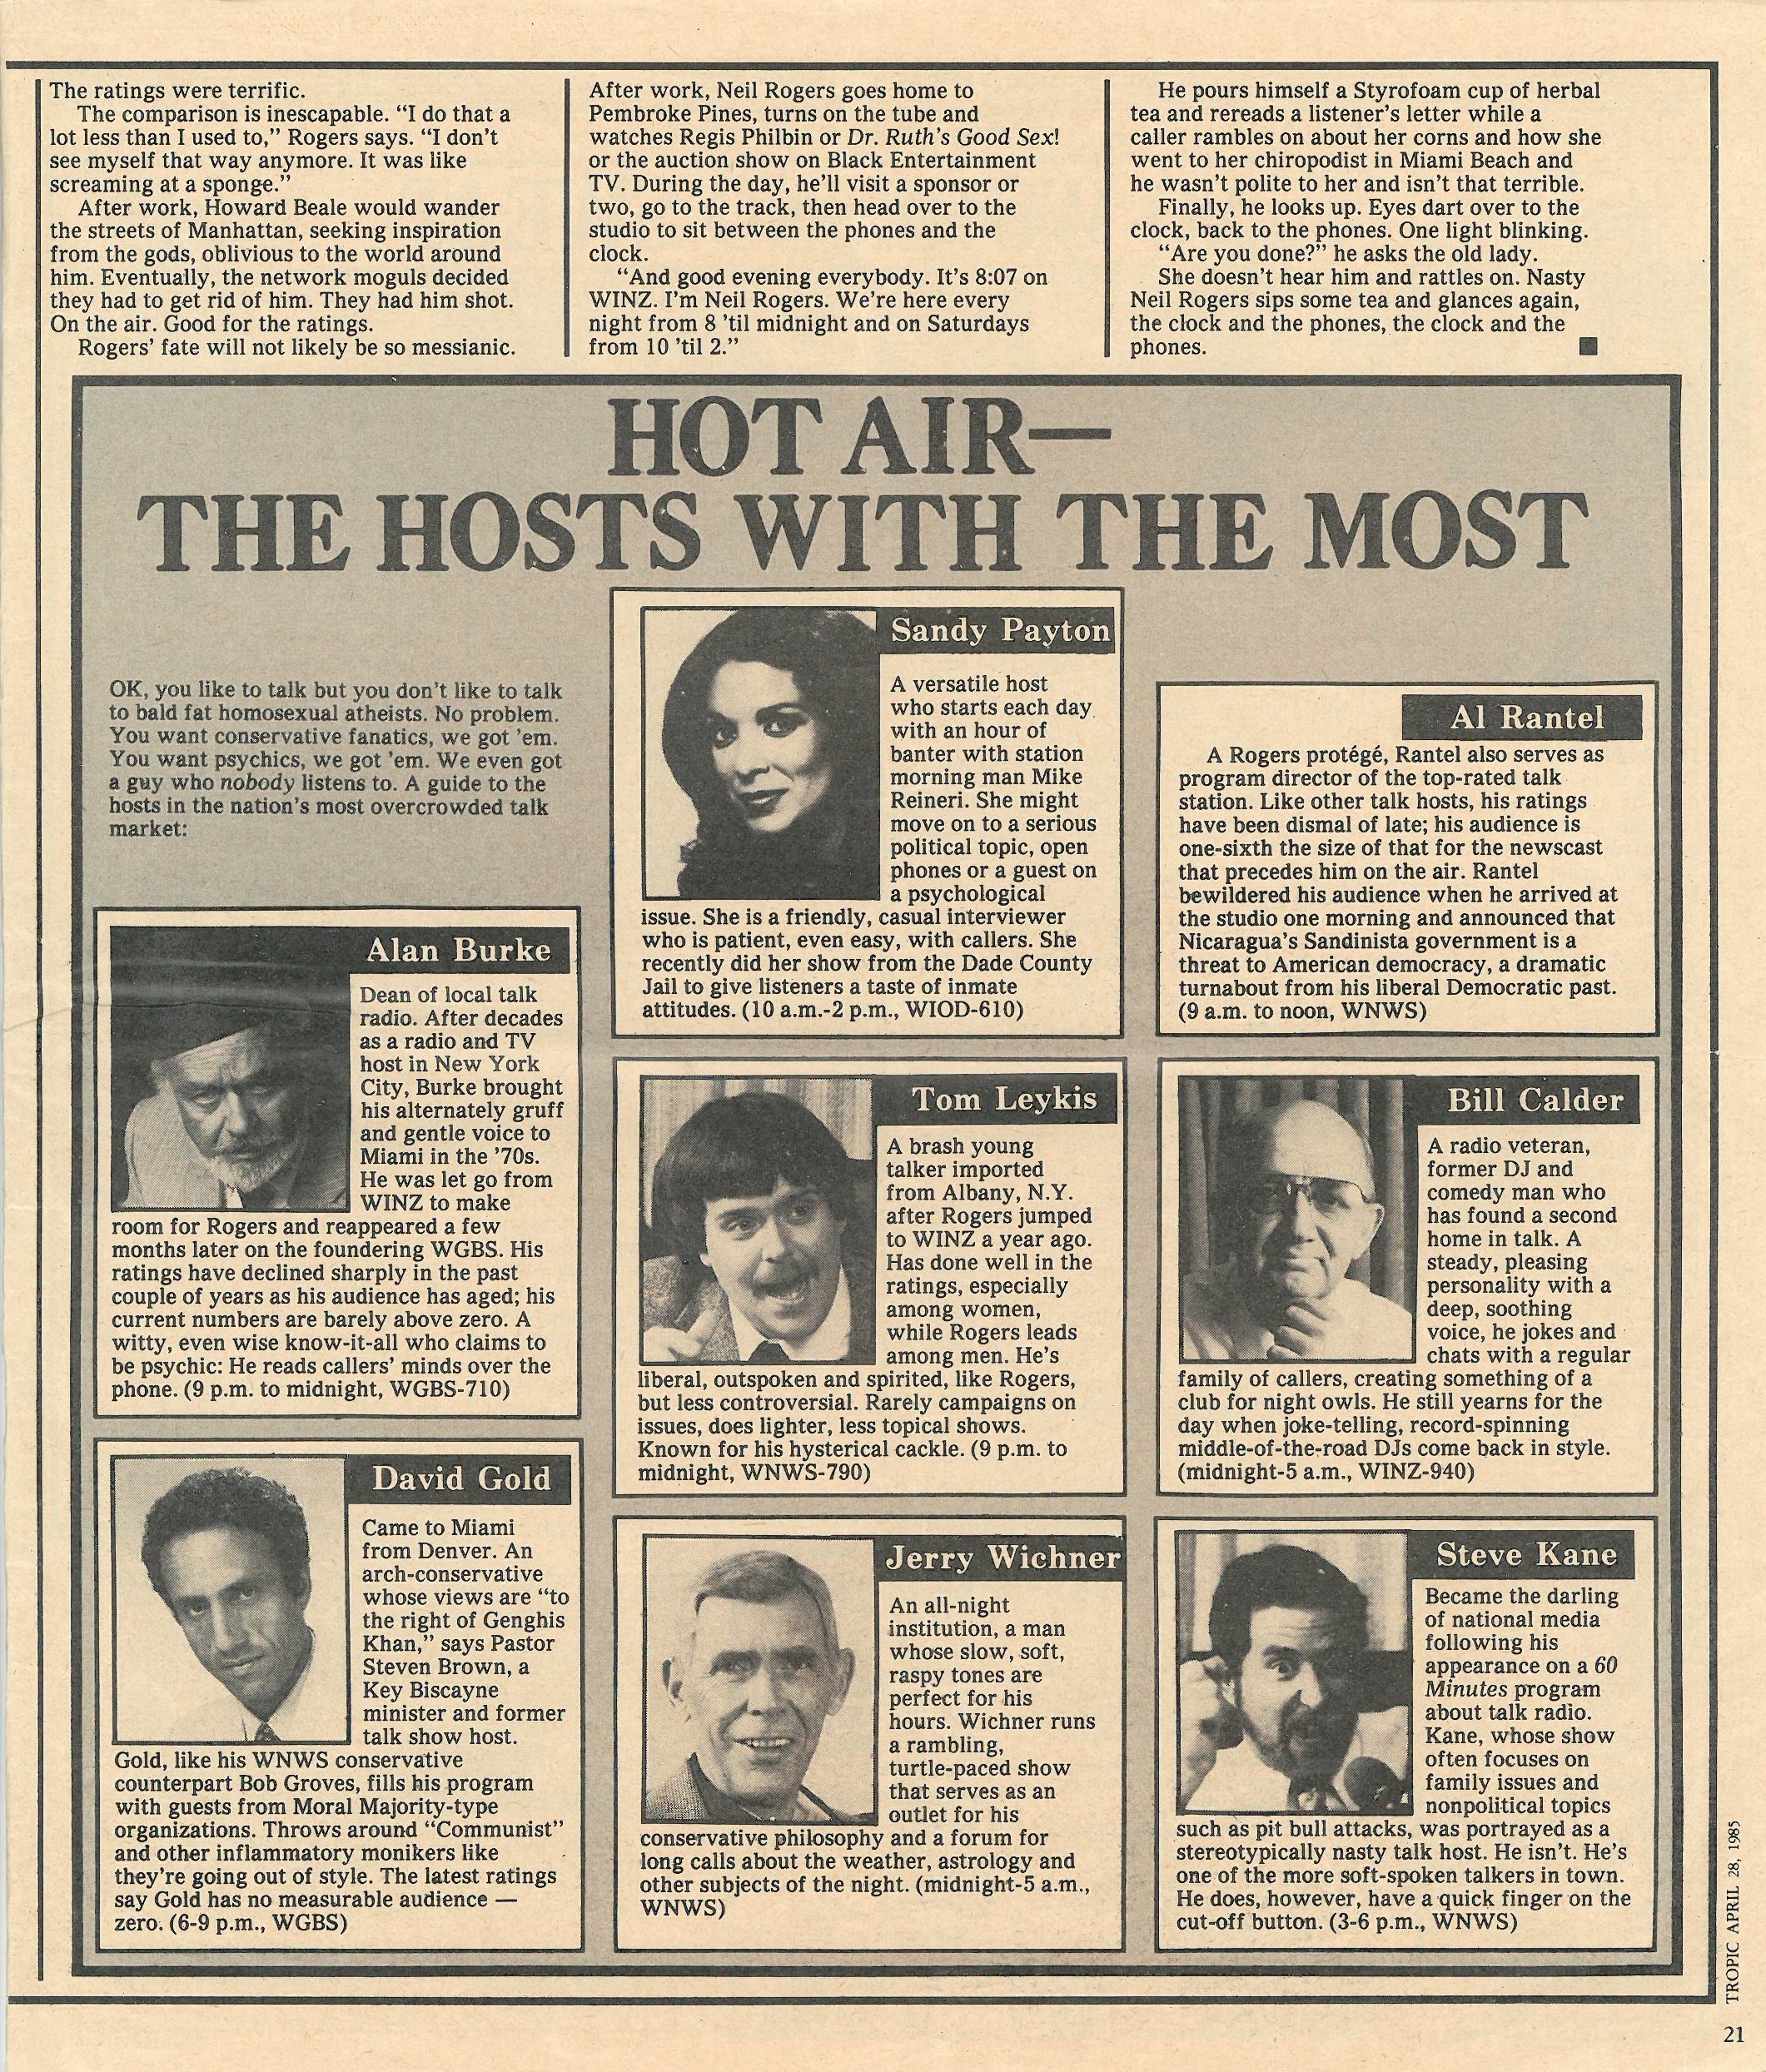 The ratings were terrific.
The comparison is inescapable. “I do that a
lot less than I used to,” Rogers says. “I don’t
see myself that way anymore. It was like
screaming at a sponge.”
After work, Howard Beale would wander
the streets of Manhattan, seeking inspiration
from the gods, oblivious to the world around
him. Eventually, the network moguls decided
they had to get rid of him. They had him shot.
On the air. Good for the ratings.
Rogers’ fate will not likely be so messianic.
After work, Neil Rogers goes home to
Pembroke Pines, turns on the tube and
watches Regis Philbin or Dr. Ruth’s Good Sex!
or the auction show on Black Entertainment
TV. During the day, he’ll visit a sponsor or
two, go to the track, then head over to the
studio to sit between the phones and the
clock.
“And good evening everybody. It’s 8:07 on
WINZ. I’m Neil Rogers. We’re here every
night from 8 ’til midnight and on Saturdays
from 10 ’til 2.”
He pours himself a Styrofoam cup of herbal
tea and rereads a listener’s letter while a
caller rambles on about her corns and how she
went to her chiropodist in Miami Beach and
he wasn’t polite to her and isn’t that terrible.
Finally, he looks up. Eyes dart over to the
clock, back to the phones. One light blinking.
“Are you done?” he asks the old lady.
She doesn’t hear him and rattles on. Nasty
Neil Rogers sips some tea and glances again,
the clock and the phones, the clock and the
phones. ■
HOT AIR—
THE HOSTS WITH THE MOST
OK, you like to talk but you don’t like to talk
to bald fat homosexual atheists. No problem.
You want conservative fanatics, we got ’em.
You want psychics, we got ’em. We even got
a guy who nobody listens to. A guide to the
hosts in the nation’s most overcrowded talk
market:
Alan Burke
Dean of local talk
radio. After decades
as a radio and TV
host in New York
City, Burke brought
his alternately gruff
and gentle voice to
Miami in the ’70s.
He was let go from
WINZ to make
room for Rogers and reappeared a few
months later on the foundering WGBS. His
ratings have declined sharply in the past
couple of years as his audience has aged; his
current numbers are barely above zero. A
witty, even wise know-it-all who claims to
be psychic: He reads callers’ minds over the
phone. (9 p.m. to midnight, WGBS-710)
David Gold
Came to Miami
from Denver. An
arch-conservative
whose views are “to
the right of Genghis
Khan,” says Pastor
Steven Brown, a
Key Biscayne
minister and former
talk show host.
Gold, like his WNWS conservative
counterpart Bob Groves, fills his program
with guests from Moral Majority-type
organizations. Throws around “Communist”
and other inflammatory monikers like
they’re going out of style. The latest ratings
say Gold has no measurable audience —
zero. (6-9 p.m., WGBS)
Sandy Payton
A versatile host
who starts each day
with an hour of
banter with station
morning man Mike
Reineri. She might
move on to a serious
political topic, open
phones or a guest on
a psychological
issue. She is a friendly, casual interviewer
who is patient, even easy, with callers. She
recently did her show from the Dade County
Jail to give listeners a taste of inmate
attitudes. (10 a.m.-2 p.m., WIOD-610)
Tom Leykis
A brash young
talker imported
from Albany, N.Y.
after Rogers jumped
to WINZ a year ago.
Has done well in the
ratings, especially
among women,
while Rogers leads
among men. He’s
liberal, outspoken and spirited, like Rogers,
but less controversial. Rarely campaigns on
issues, does lighter, less topical shows.
Known for his hysterical cackle. (9 p.m. to
midnight, WNWS-790)
Jerry Wichner
An all-night
institution, a man
whose slow, soft,
raspy tones are
perfect for his
hours. Wichner runs
a rambling,
turtle-paced show
that serves as an
outlet for his
conservative philosophy and a forum for
long calls about the weather, astrology and
other subjects of the night. (midnight-5 a.m.,
WNWS)
Al Rantel
A Rogers protégé, Rantel also serves as
program director of the top-rated talk
station. Like other talk hosts, his ratings
have been dismal of late; his audience is
one-sixth the size of that for the newscast
that precedes him on the air. Rantel
bewildered his audience when he arrived at
the studio one morning and announced that
Nicaragua’s Sandinista government is a
threat to American democracy, a dramatic
turnabout from his liberal Democratic past.
(9 a.m. to noon, WNWS)
Bill Calder
A radio veteran,
former DJ and
comedy man who
has found a second
home in talk. A
steady, pleasing
personality with a
deep, soothing
voice, he jokes and
chats with a regular
family of callers, creating something of a
club for night owls. He still yearns for the
day when joke-telling, record-spinning
middle-of-the-road DJs come back in style.
(midnight-5 a.m., WINZ-940)
Steve Kane
Became the darling
of national media
following his
appearance on a 60
Minutes program
about talk radio.
Kane, whose show
often focuses on
family issues and
nonpolitical topics
such as pit bull attacks, was portrayed as a
stereotypically nasty talk host. He isn’t. He’s
one of the more soft-spoken talkers in town.
He does, however, have a quick finger on the
cut-off button. (3-6 p.m., WNWS)
TROPIC APRIL 28, 1985
21